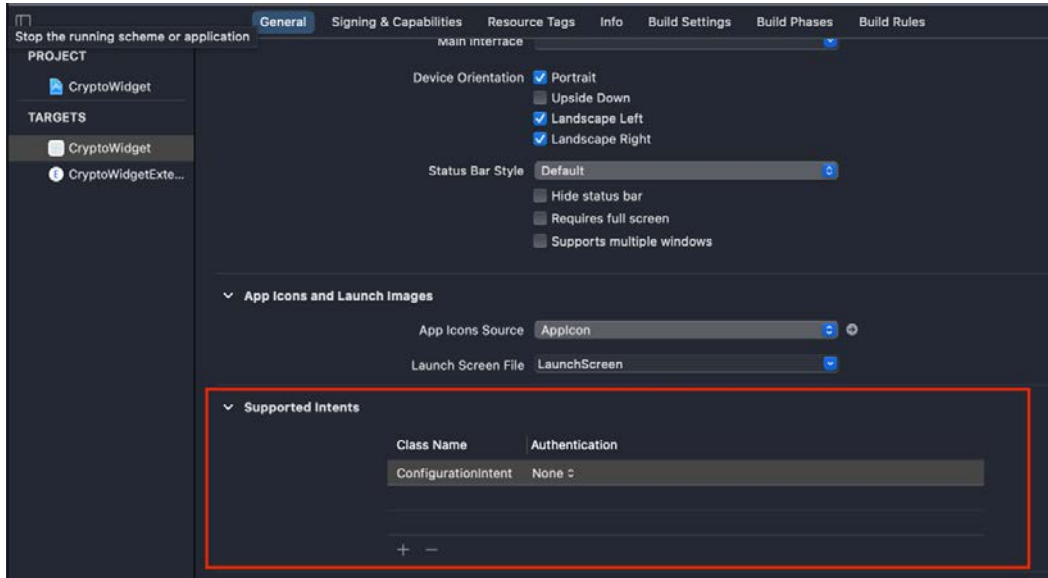 General Signing & Capabilities Resource Tags Info Build Settings Build Phases Build Rules
Stop the running scheme or application
PROJECT
CryptoWidget
TARGETS
CryptoWidget
CryptoWidgetExte...
Main Interface
Device Orientation Portrait
Upside Down
Landscape Left
Landscape Right
Status Bar Style Default
Hide status bar
Requires full screen
Supports multiple windows
App Icons and Launch Images
App Icons Source AppIcon
Launch Screen File LaunchScreen
Supported Intents
Class Name Authentication
ConfigurationIntent None